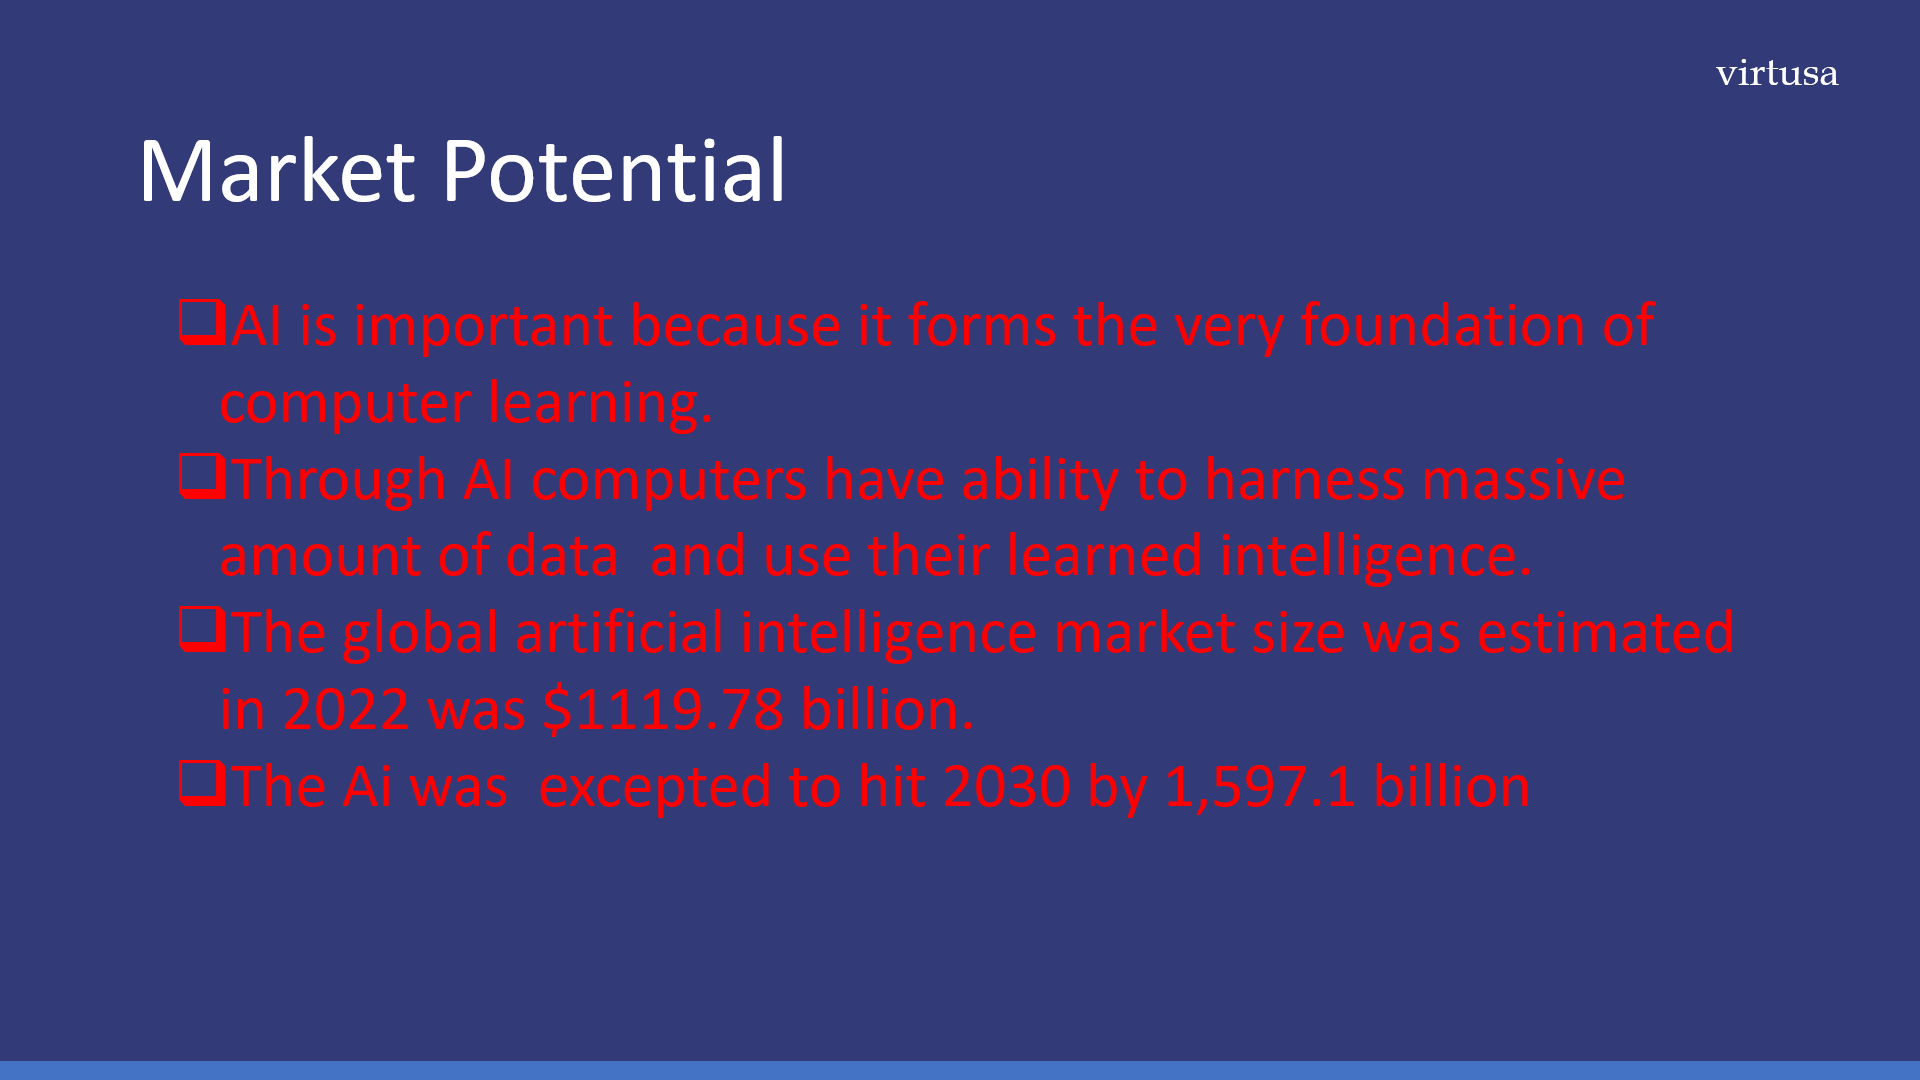 virtusa
Market Potential
❑AI is important because it forms the very foundation of
computer learning.
❑Through AI computers have ability to harness massive
amount of data  and use their learned intelligence.
❑The global artificial intelligence market size was estimated
in 2022 was $1119.78 billion.
❑The Ai was  excepted to hit 2030 by 1,597.1 billion